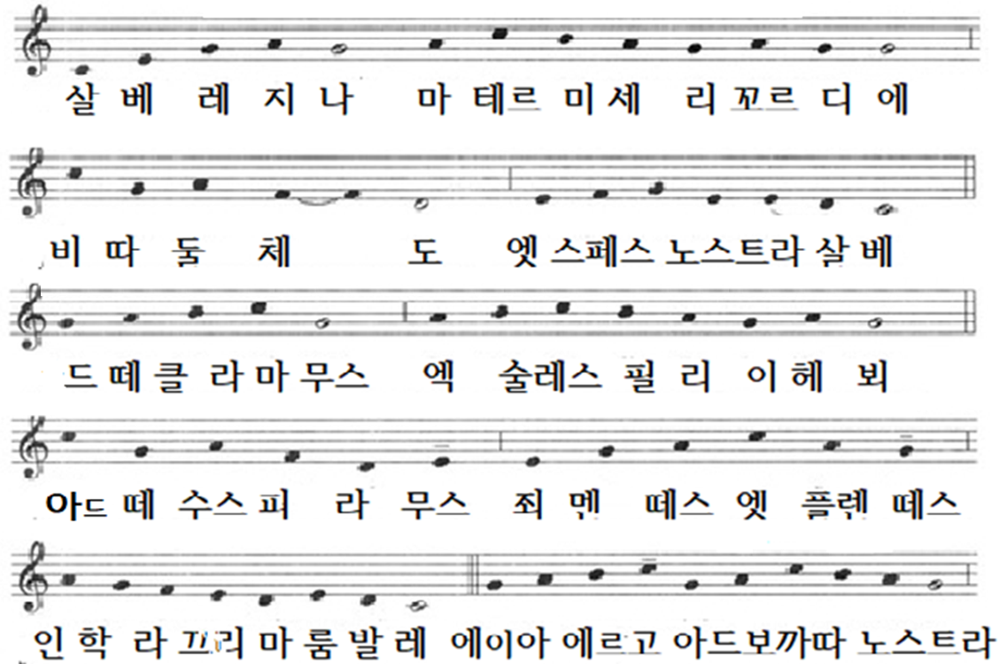 살 베 레 지 나 마 테르 미 세 리 꼬르 디 에
비 따 둘 체 도 엣 스페스 노스트라 살 베
드 떼 클 라 마 무스 엑 술레스 필 리 이 헤 뵈
아드 떼 수스 피 라 무스 죄 멘 떼스 엣 플렌 떼스
인 학 라 끄리 마 룸 발 레 에이아 에르고 아드보까따 노스트라